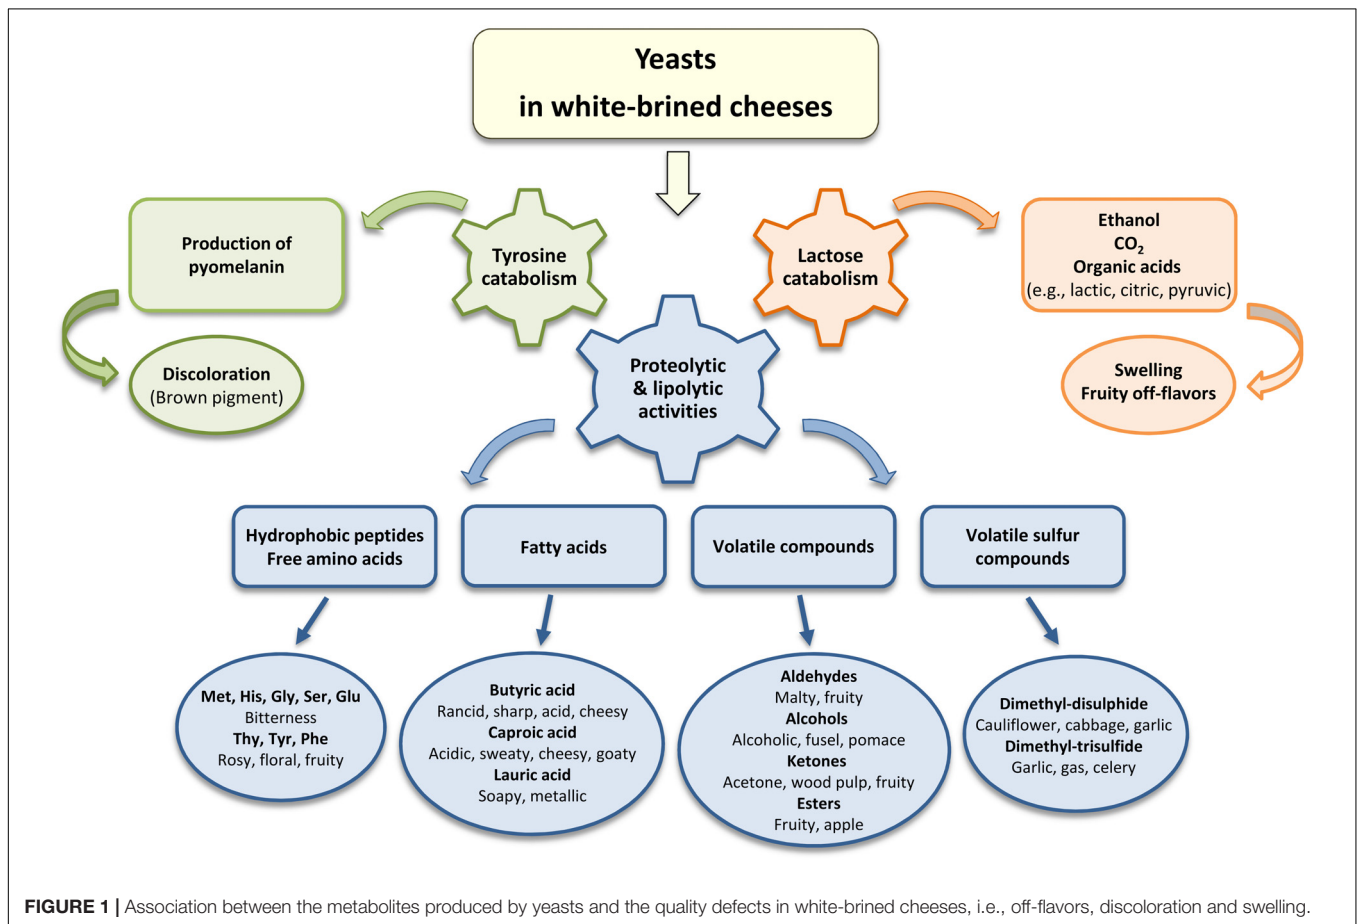 Yeasts
in white-brined cheeses
Production of
pyomelanin
Tyrosine
catabolism
Lactose
catabolism
Ethanol
CO₂
Organic acids
(e.g., lactic, citric, pyruvic)
Discoloration
(Brown pigment)
Proteolytic
& lipolytic
activities
Swelling
Fruity off-flavors
Hydrophobic peptides
Free amino acids
Fatty acids
Volatile compounds
Volatile sulfur
compounds
Met, His, Gly, Ser, Glu
Bitterness
Thy, Tyr, Phe
Rosy, floral, fruity
Butyric acid
Rancid, sharp, acid, cheesy
Caproic acid
Acidic, sweaty, cheesy, goaty
Lauric acid
Soapy, metallic
Aldehydes
Malty, fruity
Alcohols
Alcoholic, fusel, pomace
Ketones
Acetone, wood pulp, fruity
Esters
Fruity, apple
Dimethyl-disulphide
Cauliflower, cabbage, garlic
Dimethyl-trisulfide
Garlic, gas, celery
FIGURE 1 | Association between the metabolites produced by yeasts and the quality defects in white-brined cheeses, i.e., off-flavors, discoloration and swelling.